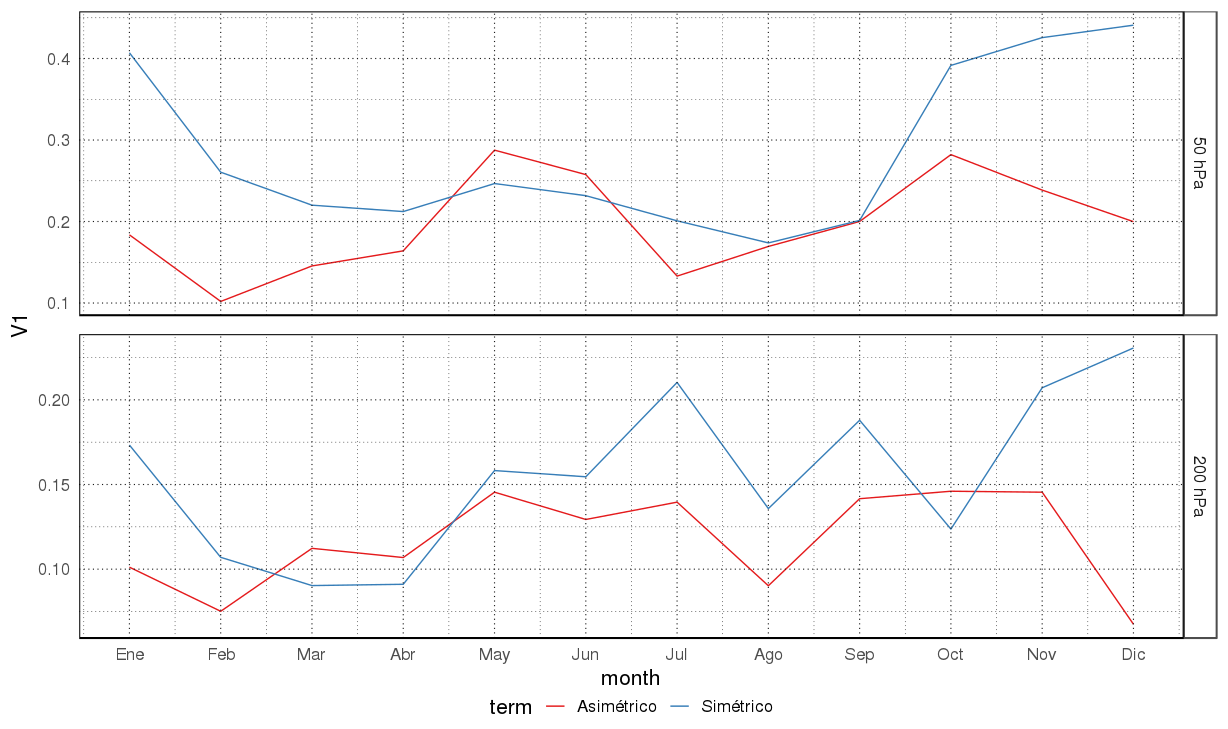 V1
0.4
0.3
0.2
0.1
50 hPa
0.20
0.15
0.10
200 hPa
Ene Feb Mar Abr May Jun Jul Ago Sep Oct Nov Dic
month
term Asimétrico Simétrico